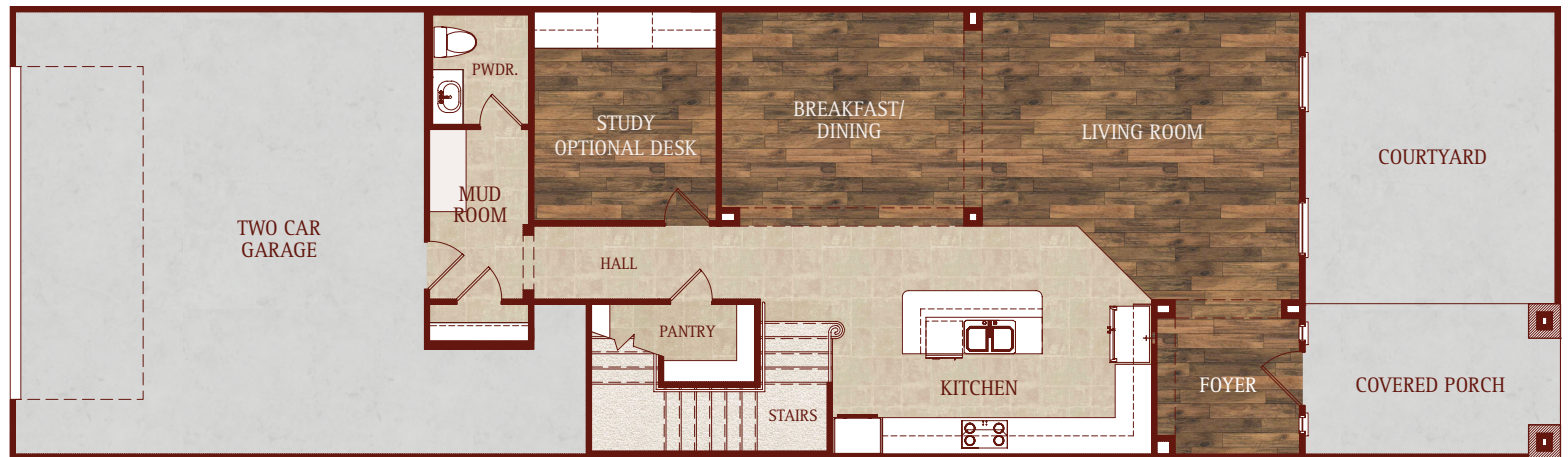 PWDR.
STUDY
OPTIONAL DESK
BREAKFAST/
DINING
LIVING ROOM
COURTYARD
MUD
ROOM
TWO CAR
GARAGE
HALL
PANTRY
STAIRS
KITCHEN
FOYER
COVERED PORCH